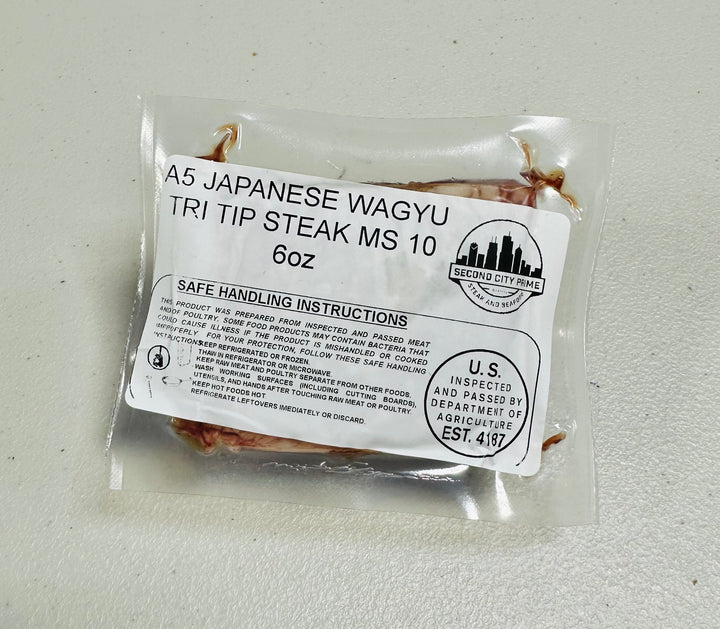 A5 JAPANESE WAGYU
TRI TIP STEAK MS 10
6oz
SECOND CITY PRIME
STEAK AND SEAFOOD
SAFE HANDLING INSTRUCTIONS
THIS PRODUCT WAS PREPARED FROM INSPECTED AND PASSED MEAT
AND/OF POULTRY. SOME FOOD PRODUCTS MAY CONTAIN BACTERIA THAT
COULD CAUSE ILLNESS IF THE PRODUCT IS MISHANDLED OR COOKED
IMPROFEPLY. FOR YOUR PROTECTION, FOLLOW THESE SAFE HANDLING
INSTRUCTIONS
KEEP REFRIGERATED OR FROZEN.
THAW IN REFRIGERATOR OR MICROWAVE.
KEEP RAW MEAT AND POULTRY SEPARATE FROM OTHER FOODS.
WASH WORKING SURFACES (INCLUDING CUTTING BOARDS),
UTENSILS, AND HANDS AFTER TOUCHING RAW MEAT OR POULTRY.
KEEP HOT FOODS HOT.
REFRIGERATE LEFTOVERS IMEDIATELY OR DISCARD.
U.S.
INSPECTED
AND PASSED BY
DEPARTMENT OF
AGRICULTURE
EST. 4187